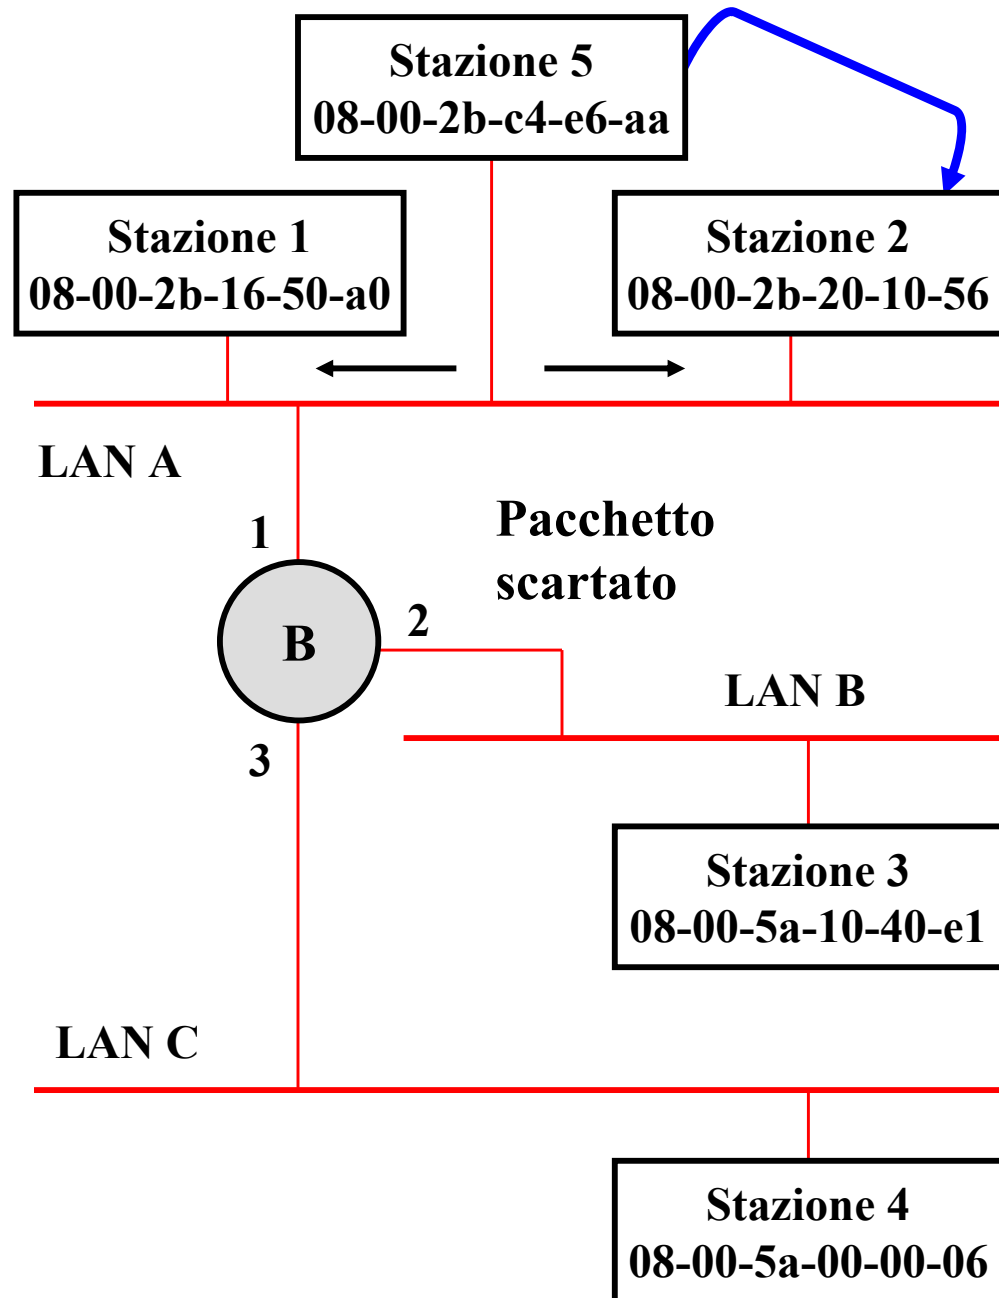 Stazione 5
08-00-2b-c4-e6-aa
Stazione 1
08-00-2b-16-50-a0
Stazione 2
08-00-2b-20-10-56
LAN A
1
Pacchetto
scartato
B
2
LAN B
3
Stazione 3
08-00-5a-10-40-e1
LAN C
Stazione 4
08-00-5a-00-00-06